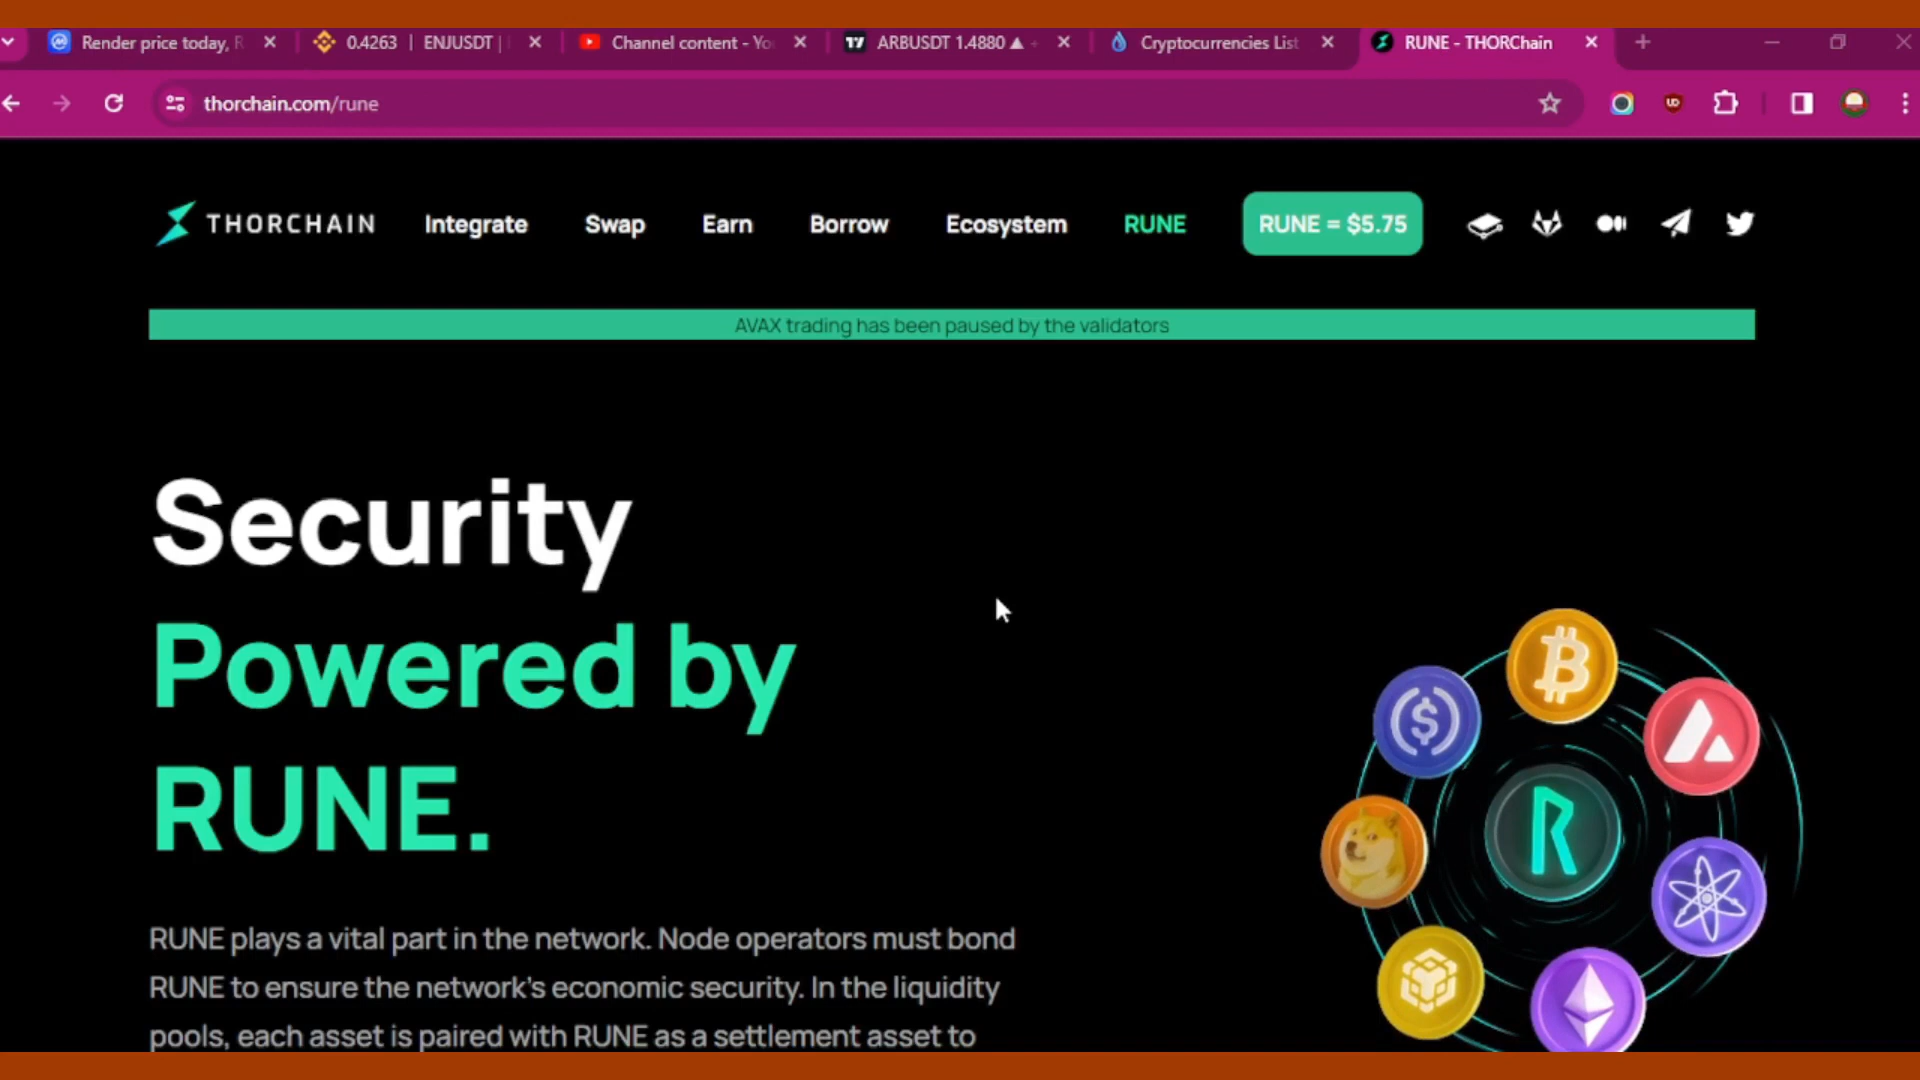 Render price today, R
0.4263 | ENJUSDT |
Channel content - Yo
ARBUSDT 1.4880 ▲ +
Cryptocurrencies List
RUNE - THORChain
thorchain.com/rune
THORCHAIN
Integrate
Swap
Earn
Borrow
Ecosystem
RUNE
RUNE = $5.75
AVAX trading has been paused by the validators
Security
Powered by
RUNE.
RUNE plays a vital part in the network. Node operators must bond
RUNE to ensure the network's economic security. In the liquidity
pools, each asset is paired with RUNE as a settlement asset to